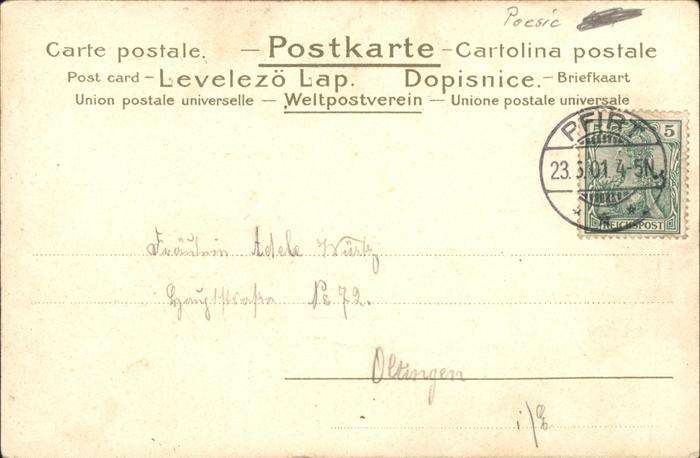 Poesie
Carte postale. — Postkarte — Cartolina postale
Post card — Levelezö Lap. Dopisnice. — Briefkaart
Union postale universelle — Weltpostverein — Unione postale universale
PFIRT
23. 5 01 4-5N.
5
REICHSPOST
Fräulein Adele Würtz
Hauptstraße No 72.
Oltingen
i/E